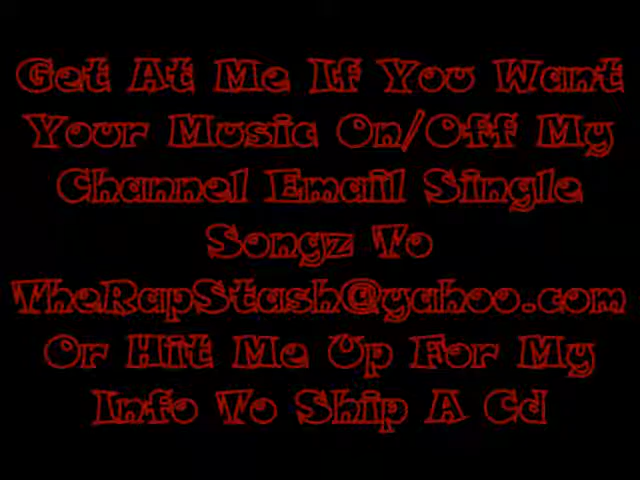 Get At Me If You Want
Your Music On/Off My
Channel Email Single
Songz To
TheRapStash@yahoo.com
Or Hit Me Up For My
Info To Ship A Cd